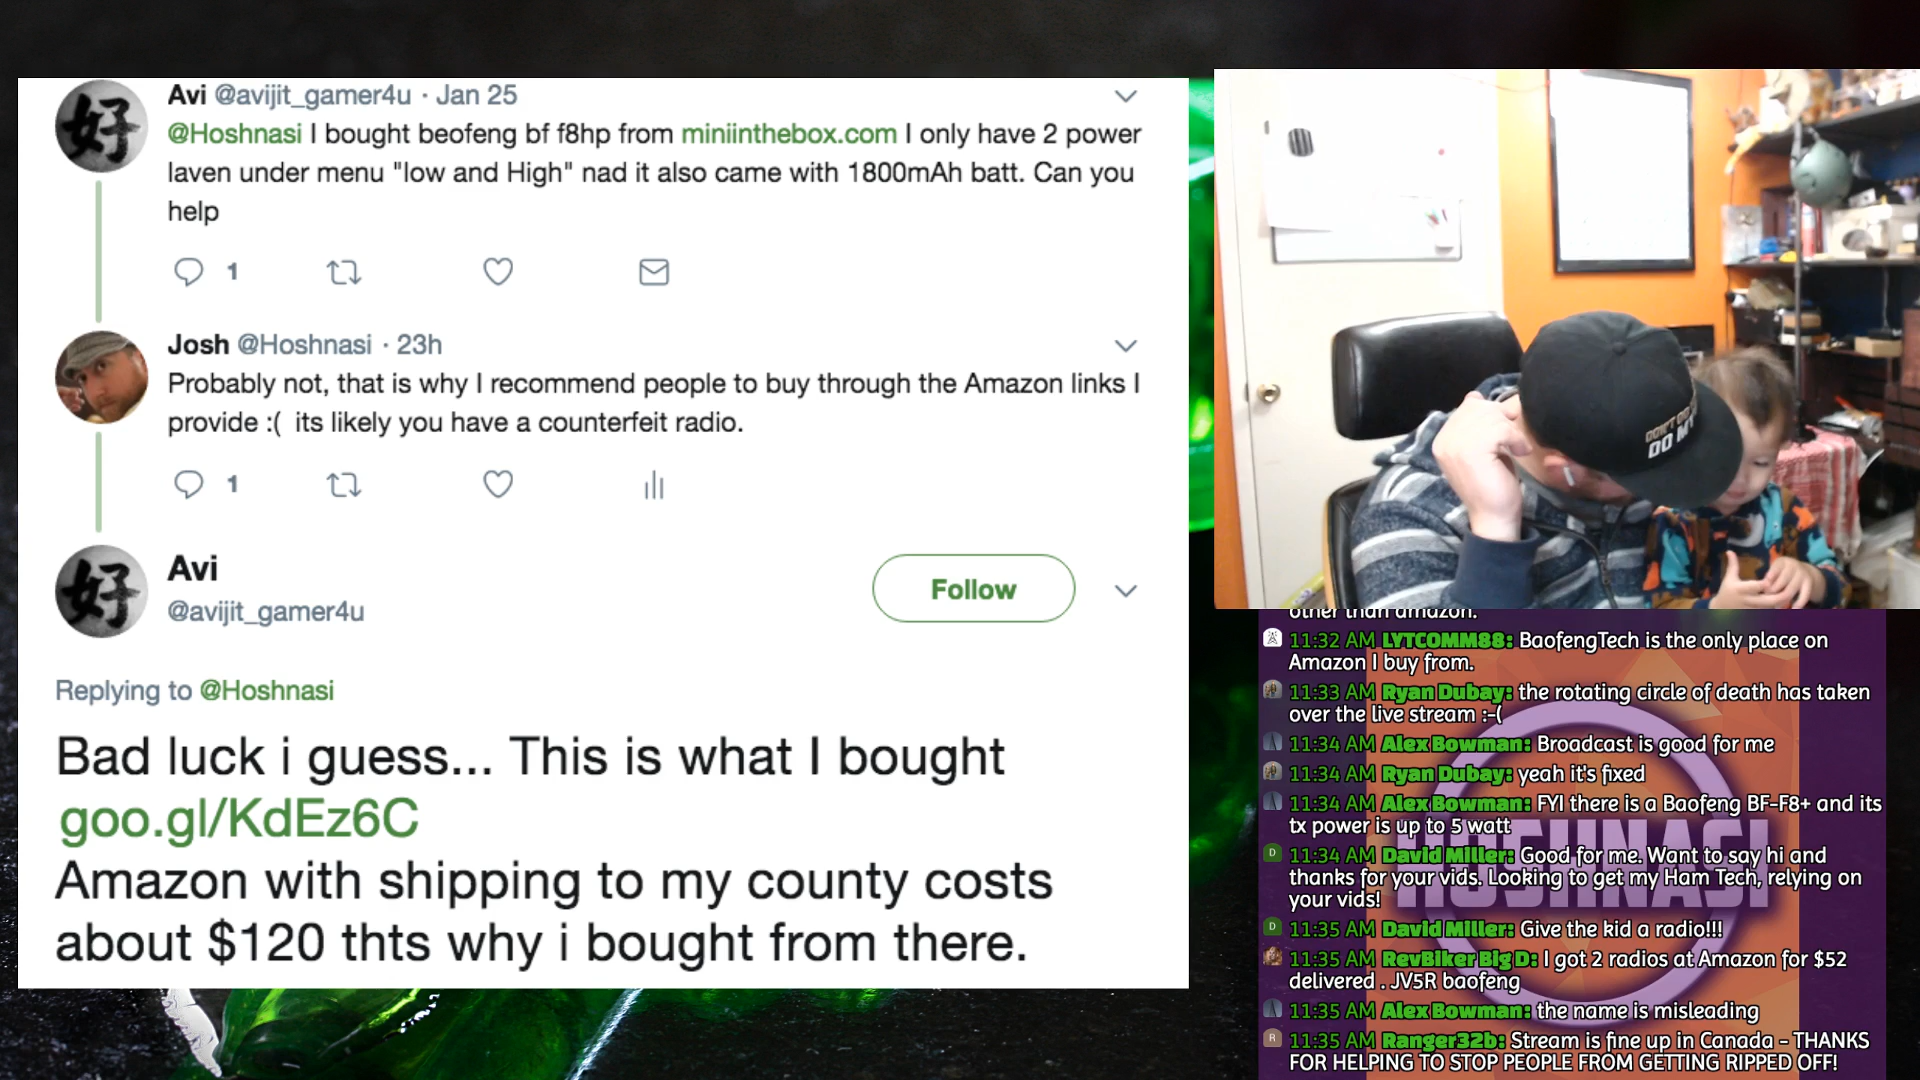 Avi @avijit_gamer4u · Jan 25
@Hoshnasi I bought beofeng bf f8hp from miniinthebox.com I only have 2 power
laven under menu "low and High" nad it also came with 1800mAh batt. Can you
help
1
Josh @Hoshnasi · 23h
Probably not, that is why I recommend people to buy through the Amazon links I
provide :( its likely you have a counterfeit radio.
1
Avi
@avijit_gamer4u
Follow
Replying to @Hoshnasi
Bad luck i guess... This is what I bought
goo.gl/KdEz6C
Amazon with shipping to my county costs
about $120 thts why i bought from there.
好
好
DO MY
other than amazon.
11:32 AM LYTCOMM88: BaofengTech is the only place on
Amazon I buy from.
11:33 AM Ryan Dubay: the rotating circle of death has taken
over the live stream :-(
11:34 AM Alex Bowman: Broadcast is good for me
11:34 AM Ryan Dubay: yeah it's fixed
11:34 AM Alex Bowman: FYI there is a Baofeng BF-F8+ and its
tx power is up to 5 watt
D 11:34 AM David Miller: Good for me. Want to say hi and
thanks for your vids. Looking to get my Ham Tech, relying on
your vids!
D 11:35 AM David Miller: Give the kid a radio!!!
11:35 AM RevBikerBigD: I got 2 radios at Amazon for $52
delivered . JV5R baofeng
11:35 AM Alex Bowman: the name is misleading
R 11:35 AM Ranger32b: Stream is fine up in Canada - THANKS
FOR HELPING TO STOP PEOPLE FROM GETTING RIPPED OFF!
HOSHNASI